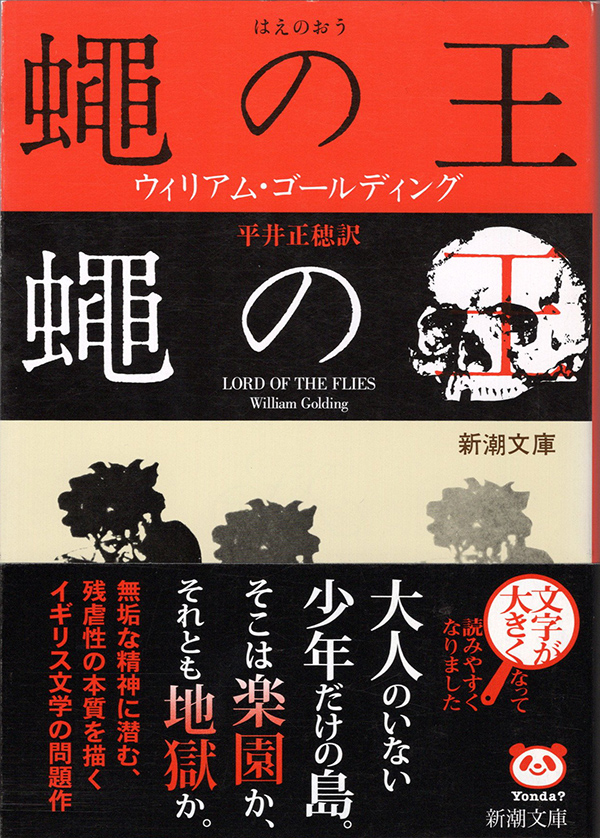 はえのおう
蠅の王
ウィリアム・ゴールディング
平井正穂訳
蠅の王
LORD OF THE FLIES
William Golding
新潮文庫
文字が
大きくなって
読みやすく
なりました
大人のいない
少年だけの島。
そこは楽園か、
それとも地獄か。
無垢な精神に潜む、
残虐性の本質を描く
イギリス文学の問題作
Yonda?
新潮文庫